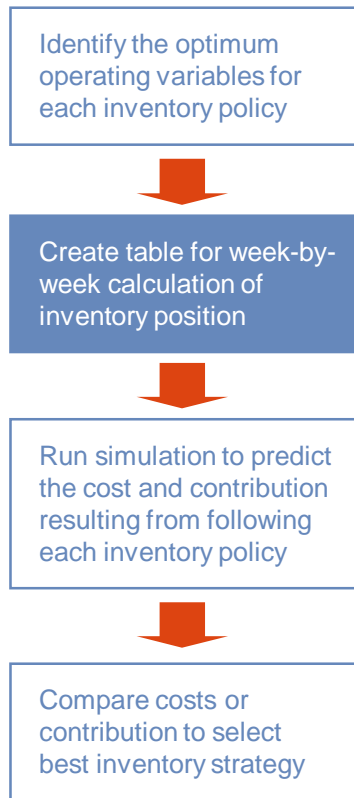 Identify the optimum
operating variables for
each inventory policy
Create table for week-by-
week calculation of
inventory position
Run simulation to predict
the cost and contribution
resulting from following
each inventory policy
Compare costs or
contribution to select
best inventory strategy